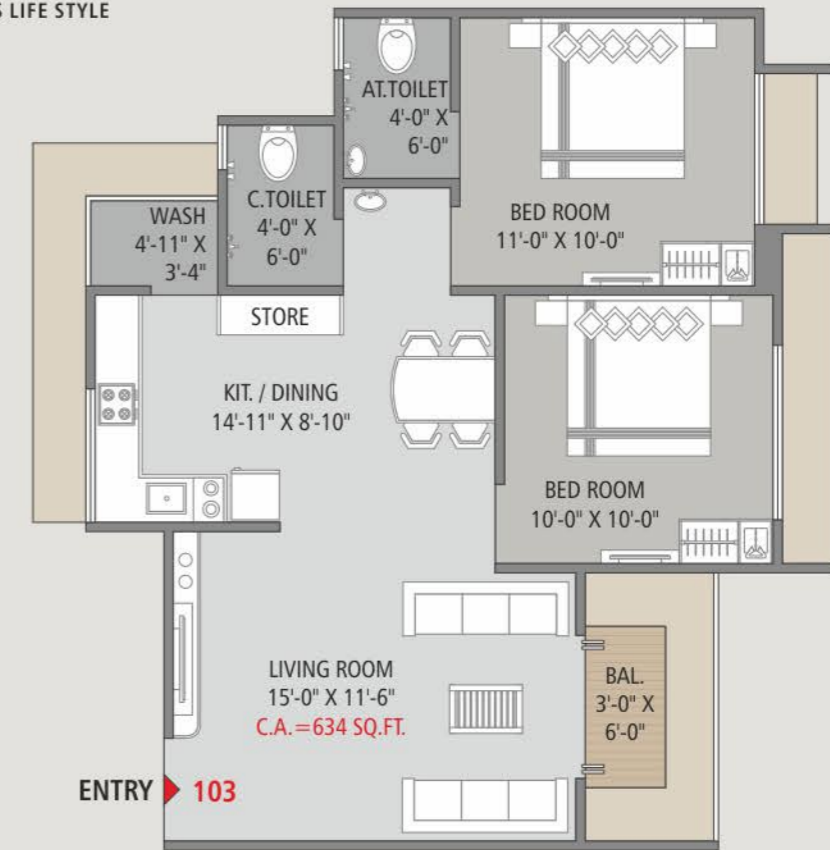 LIFE STYLE
AT.TOILET
4'-0" X
6'-0"
C.TOILET
4'-0" X
6'-0"
WASH
4'-11" X
3'-4"
BED ROOM
11'-0" X 10'-0"
STORE
KIT. / DINING
14'-11" X 8'-10"
BED ROOM
10'-0" X 10'-0"
LIVING ROOM
15'-0" X 11'-6"
C.A.=634 SQ.FT.
BAL.
3'-0" X
6'-0"
ENTRY 103